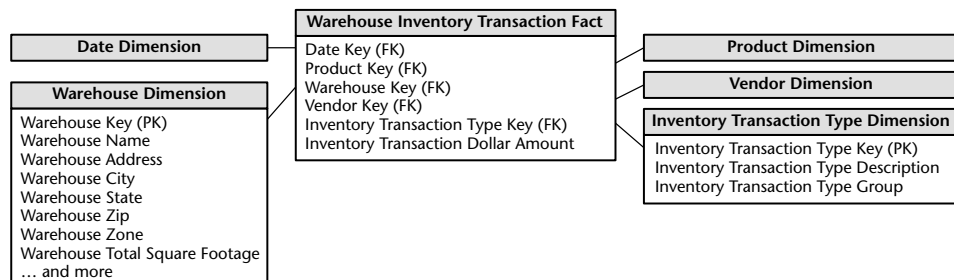 Date Dimension
Warehouse Dimension
Warehouse Key (PK)
Warehouse Name
Warehouse Address
Warehouse City
Warehouse State
Warehouse Zip
Warehouse Zone
Warehouse Total Square Footage
… and more
Warehouse Inventory Transaction Fact
Date Key (FK)
Product Key (FK)
Warehouse Key (FK)
Vendor Key (FK)
Inventory Transaction Type Key (FK)
Inventory Transaction Dollar Amount
Product Dimension
Vendor Dimension
Inventory Transaction Type Dimension
Inventory Transaction Type Key (PK)
Inventory Transaction Type Description
Inventory Transaction Type Group